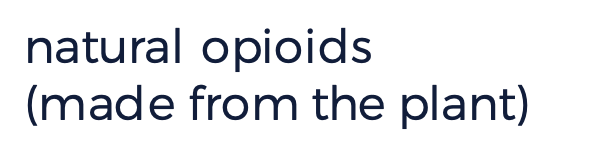 natural opioids
(made from the plant)